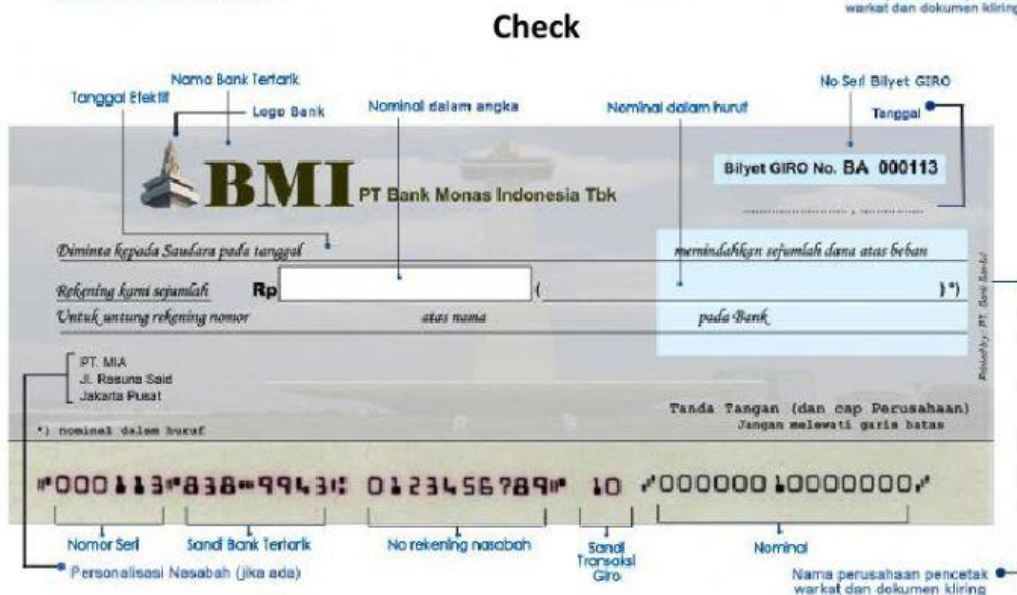 warkat dan dokumen kliring
Check
Nama Bank Tertarik
No Seri Bilyet GIRO
Tanggal Efektif
Logo Bank
Nominal dalam angka
Nominal dalam huruf
Tanggal
BMI PT Bank Monas Indonesia Tbk
Bilyet GIRO No. BA 000113
Diminta kepada Saudara pada tanggal memindahkan sejumlah dana atas beban
Rekening kami sejumlah Rp ( ) *)
Untuk untung rekening nomor atas nama pada Bank
PT. MIA
Jl. Rasuna Said
Jakarta Pusat
Tanda Tangan (dan cap Perusahaan)
Jangan melewati garis batas
*) nominal dalam huruf
⑈000113⑈838⑉9943⑆ 0123456789⑈ 10 ⑇00000010000000⑇
Nomor Seri
Sandi Bank Tertarik
No rekening nasabah
Sandi
Transaksi
Giro
Nominal
Personalisasi Nasabah (jika ada)
Nama perusahaan pencetak
warkat dan dokumen kliring